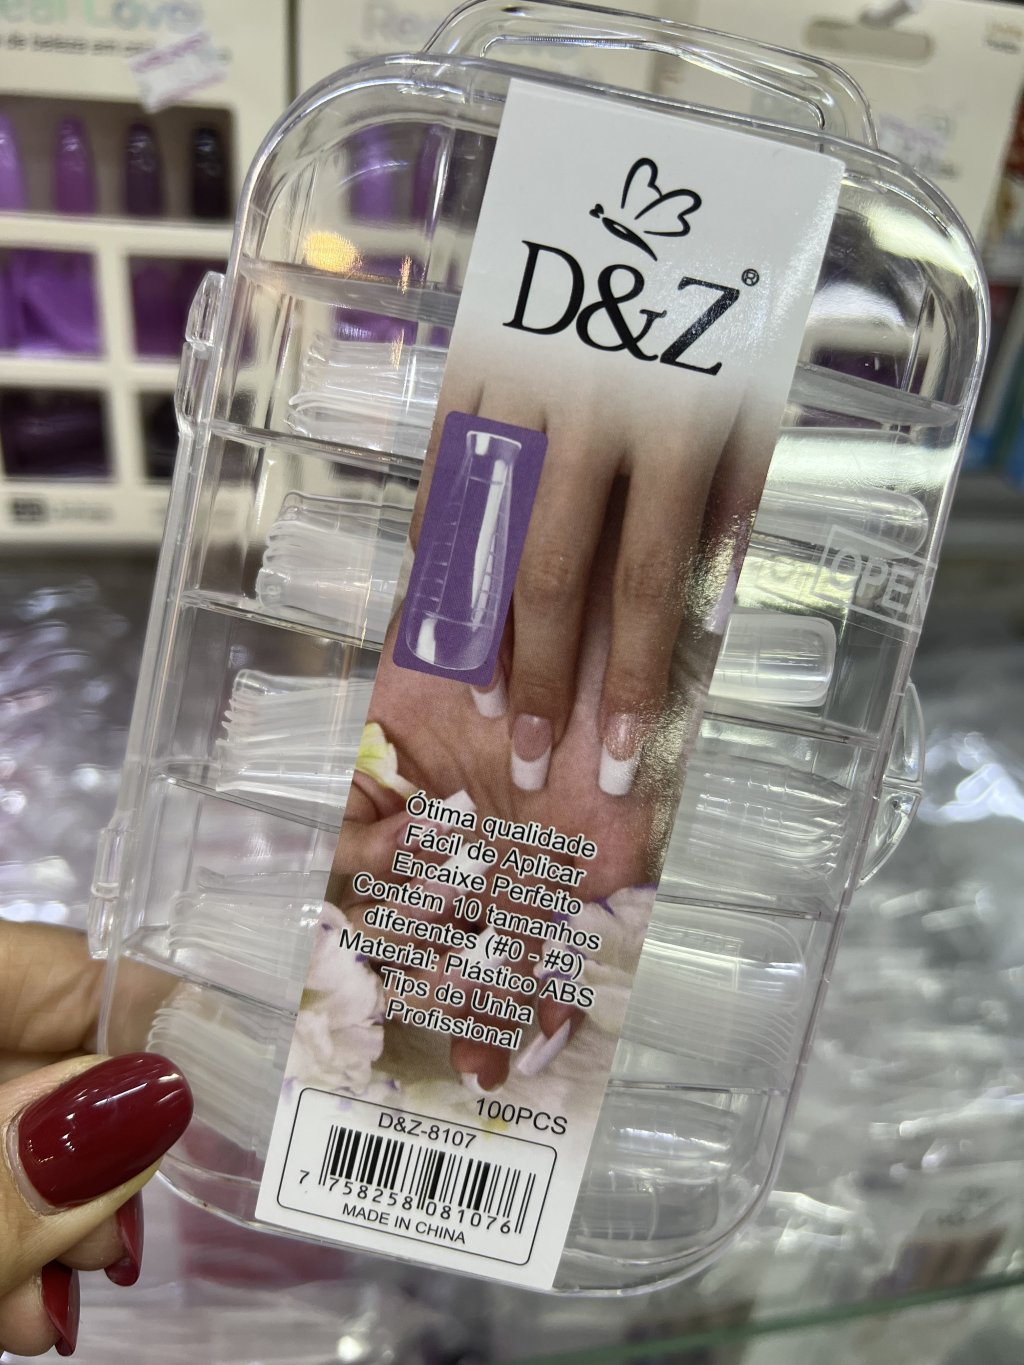 D&Z®
OPEN
Ótima qualidade
Fácil de Aplicar
Encaixe Perfeito
Contém 10 tamanhos
diferentes (#0 - #9)
Material: Plástico ABS
Tips de Unha
Profissional
100PCS
D&Z-8107
7 758258 081076
MADE IN CHINA